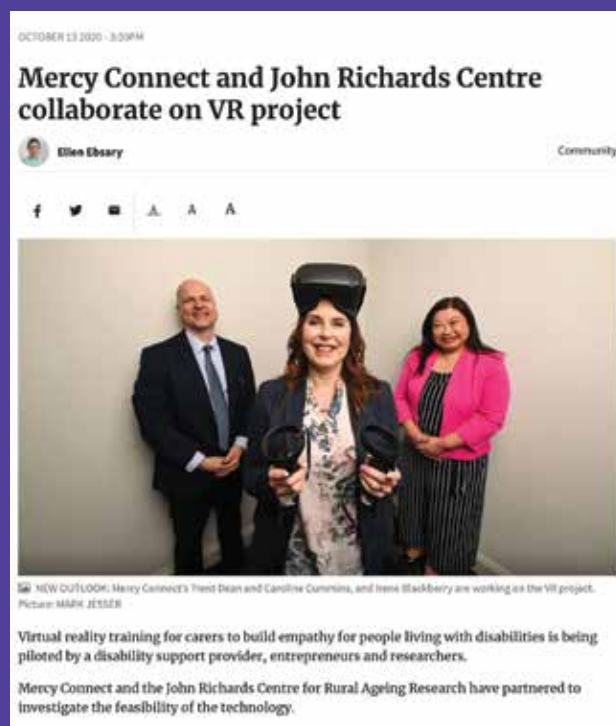 OCTOBER 13 2020 - 3:30PM
Mercy Connect and John Richards Centre
collaborate on VR project
Ellen Ebsary
Community
A A A
NEW OUTLOOK: Mercy Connect's Trent Dean and Caroline Cummins, and Irene Blackberry are working on the VR project.
Picture: MARK JESSER
Virtual reality training for carers to build empathy for people living with disabilities is being
piloted by a disability support provider, entrepreneurs and researchers.
Mercy Connect and the John Richards Centre for Rural Ageing Research have partnered to
investigate the feasibility of the technology.